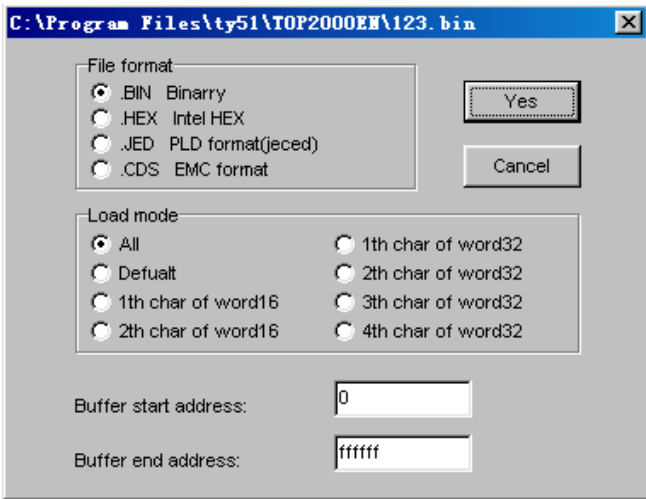 C:\Program Files\ty51\TOP2000EN\123.bin
File format
.BIN Binarry
.HEX Intel HEX
.JED PLD format(jeced)
.CDS EMC format
Yes
Cancel
Load mode
All
Defualt
1th char of word16
2th char of word16
1th char of word32
2th char of word32
3th char of word32
4th char of word32
Buffer start address:
0
Buffer end address:
ffffff